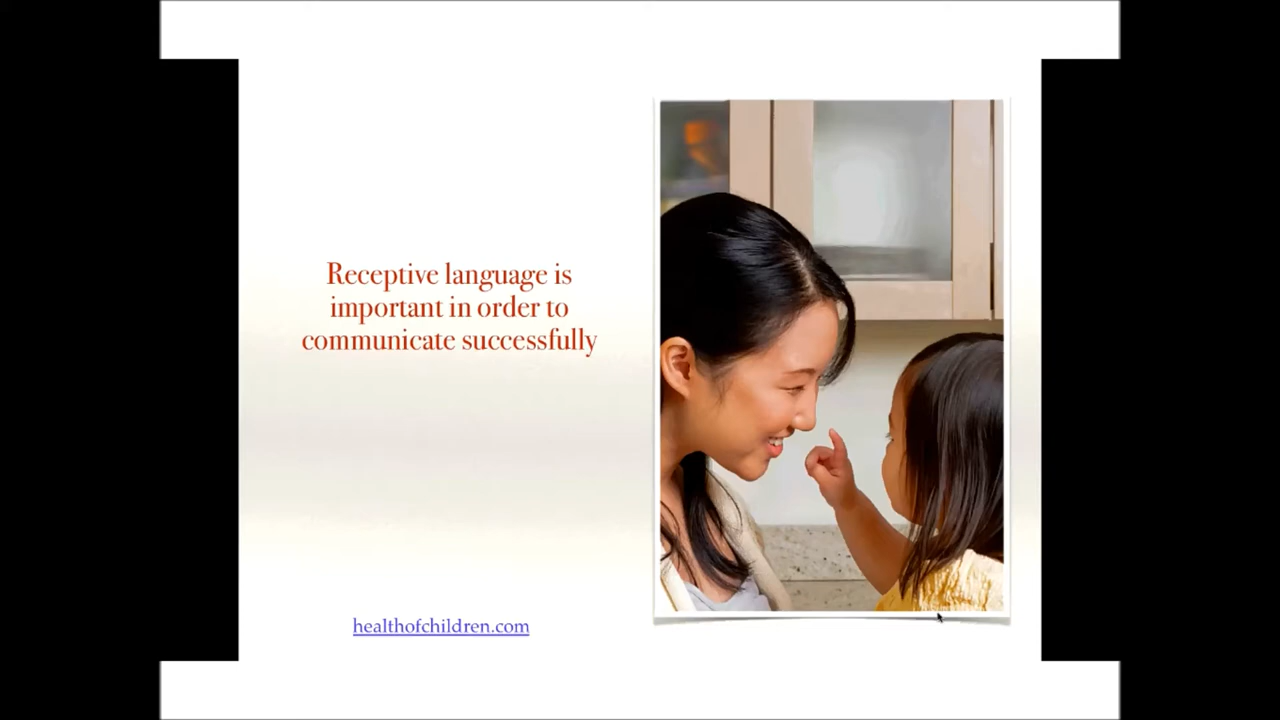 Receptive language is
important in order to
communicate successfully
healthofchildren.com